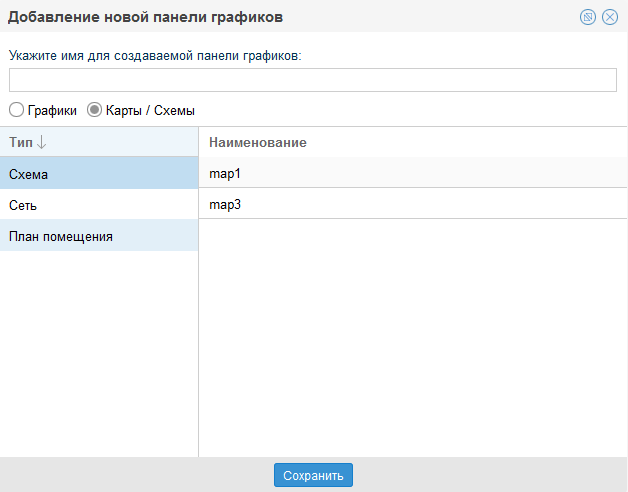 Добавление новой панели графиков
Укажите имя для создаваемой панели графиков:
Графики Карты / Схемы
Тип Наименование
Схема map1
Сеть map3
План помещения
Сохранить